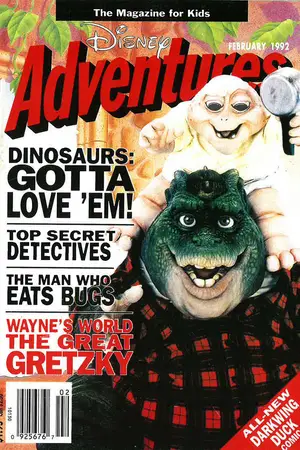 The Magazine for Kids
Disney
FEBRUARY 1992
Adventures
DINOSAURS:
GOTTA
LOVE 'EM!
TOP SECRET
DETECTIVES
THE MAN WHO
EATS BUGS
WAYNE'S WORLD
THE GREAT
GRETZKY
02
0 925676 7
ALL-NEW
DARKWING
DUCK
COMIC